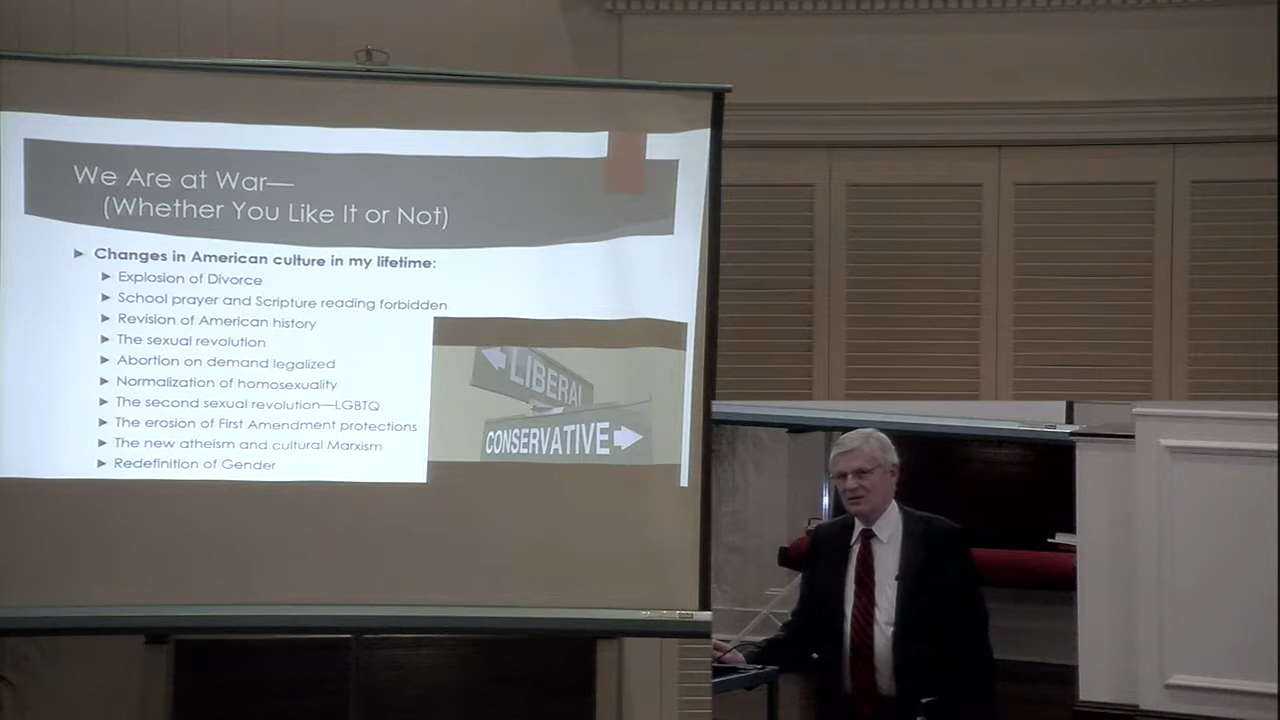 We Are at War—
(Whether You Like It or Not)
Changes in American culture in my lifetime:
Explosion of Divorce
School prayer and Scripture reading forbidden
Revision of American history
The sexual revolution
Abortion on demand legalized
Normalization of homosexuality
The second sexual revolution—LGBTQ
The erosion of First Amendment protections
The new atheism and cultural Marxism
Redefinition of Gender
LIBERAL
CONSERVATIVE